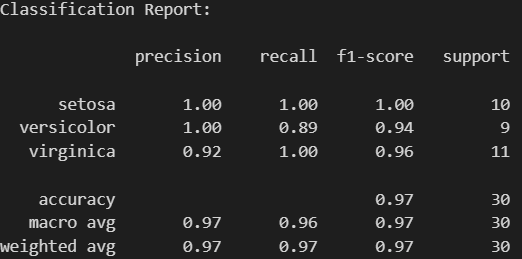 Classification Report:
precision recall f1-score support
setosa 1.00 1.00 1.00 10
versicolor 1.00 0.89 0.94 9
virginica 0.92 1.00 0.96 11
accuracy 0.97 30
macro avg 0.97 0.96 0.97 30
weighted avg 0.97 0.97 0.97 30